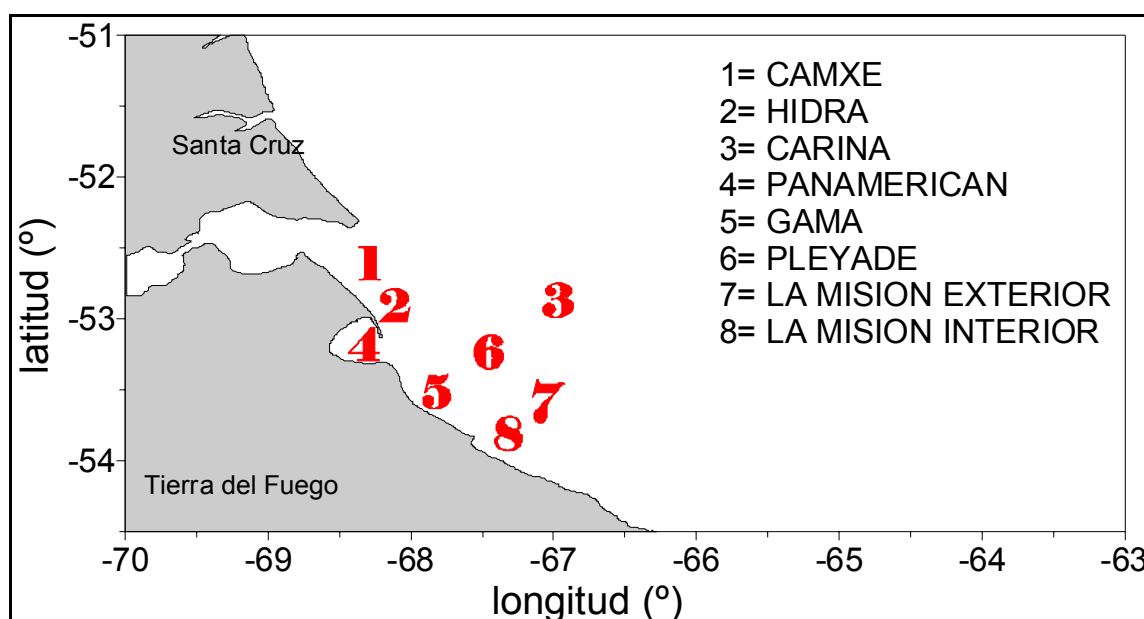 -51
-52
-53
-54
latitud (º)
-70 -69 -68 -67 -66 -65 -64 -63
longitud (º)
Santa Cruz
Tierra del Fuego
1
2
3
4
5
6
7
8
1= CAMXE
2= HIDRA
3= CARINA
4= PANAMERICAN
5= GAMA
6= PLEYADE
7= LA MISION EXTERIOR
8= LA MISION INTERIOR